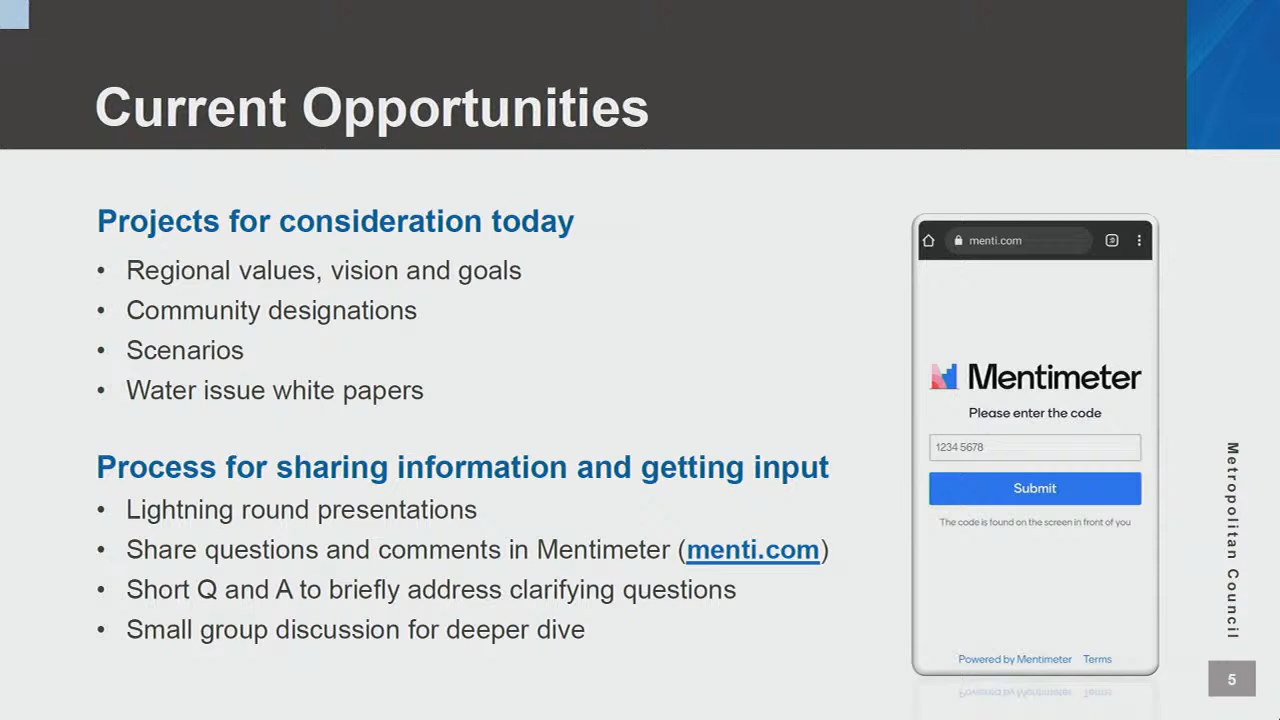 Current Opportunities
Projects for consideration today
• Regional values, vision and goals
• Community designations
• Scenarios
• Water issue white papers
Process for sharing information and getting input
• Lightning round presentations
• Share questions and comments in Mentimeter (menti.com)
• Short Q and A to briefly address clarifying questions
• Small group discussion for deeper dive
menti.com
Mentimeter
Please enter the code
1234 5678
Submit
The code is found on the screen in front of you
Powered by Mentimeter Terms
Metropolitan Council
5